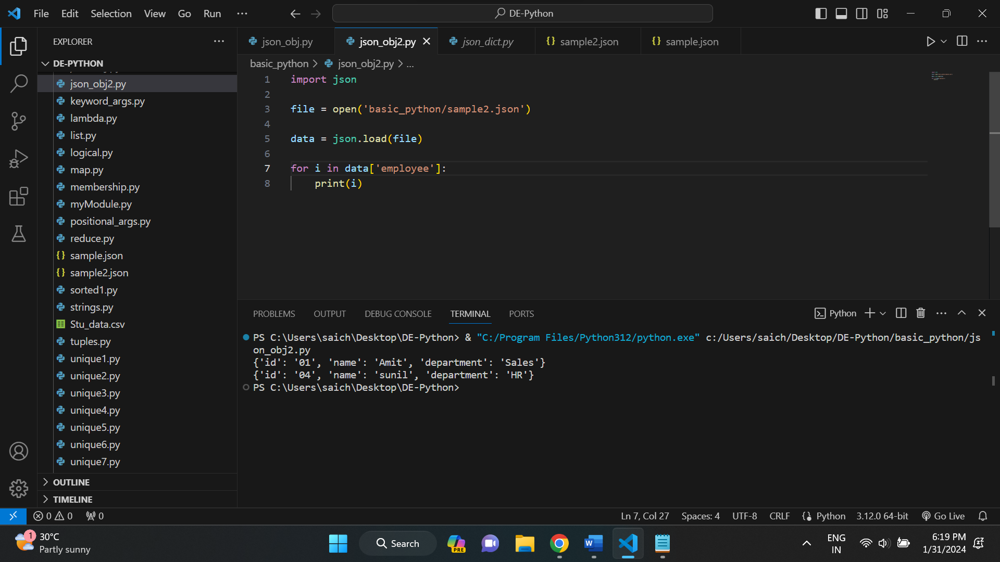 File Edit Selection View Go Run ···
DE-Python
EXPLORER
DE-PYTHON
json_obj2.py
keyword_args.py
lambda.py
list.py
logical.py
map.py
membership.py
myModule.py
positional_args.py
reduce.py
sample.json
sample2.json
sorted1.py
strings.py
Stu_data.csv
tuples.py
unique1.py
unique2.py
unique3.py
unique4.py
unique5.py
unique6.py
unique7.py
OUTLINE
TIMELINE
json_obj.py json_obj2.py json_dict.py {} sample2.json {} sample.json
basic_python > json_obj2.py > ...
1 import json
2
3 file = open('basic_python/sample2.json')
4
5 data = json.load(file)
6
7 for i in data['employee']:
8 print(i)
PROBLEMS OUTPUT DEBUG CONSOLE TERMINAL PORTS
Python
PS C:\Users\saich\Desktop\DE-Python> & "C:/Program Files/Python312/python.exe" c:/Users/saich/Desktop/DE-Python/basic_python/js
on_obj2.py
{'id': '01', 'name': 'Amit', 'department': 'Sales'}
{'id': '04', 'name': 'sunil', 'department': 'HR'}
PS C:\Users\saich\Desktop\DE-Python>
0 0 0
Ln 7, Col 27 Spaces: 4 UTF-8 CRLF Python 3.12.0 64-bit Go Live
1
30°C
Partly sunny
Search
PRE
W
ENG
IN
6:19 PM
1/31/2024